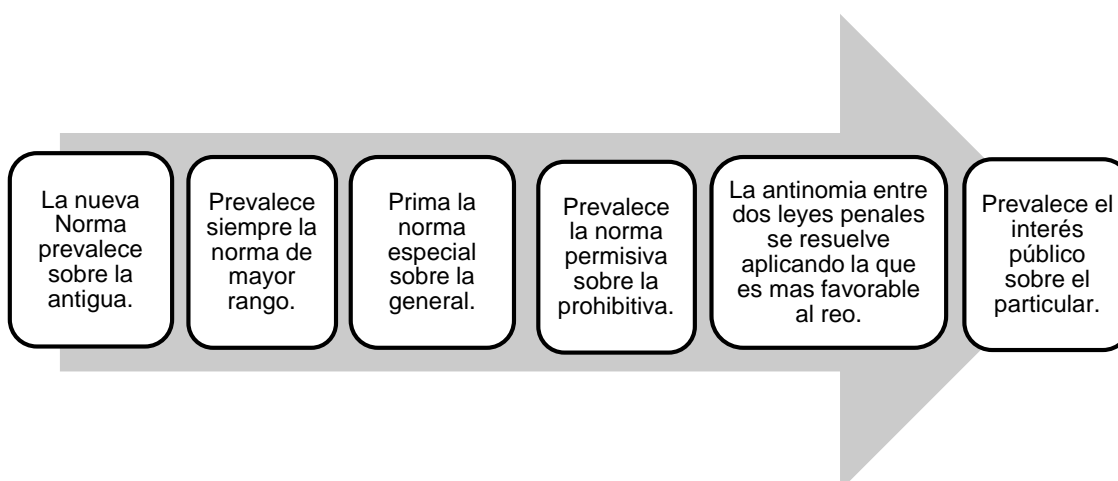 La nueva
Norma
prevalece
sobre la
antigua.
Prevalece
siempre la
norma de
mayor
rango.
Prima la
norma
especial
sobre la
general.
Prevalece
la norma
permisiva
sobre la
prohibitiva.
La antinomia entre
dos leyes penales
se resuelve
aplicando la que
es mas favorable
al reo.
Prevalece el
interés
público
sobre el
particular.